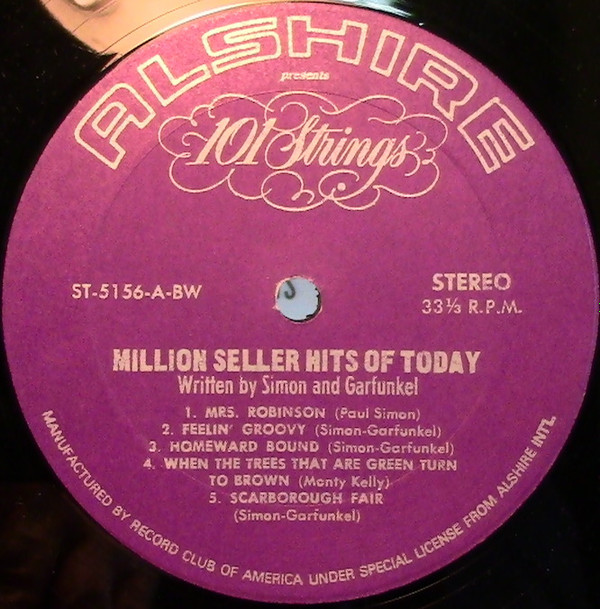 ALSHIRE
presents
101 Strings
ST-5156-A-BW
STEREO
33⅓ R.P.M.
MILLION SELLER HITS OF TODAY
Written by Simon and Garfunkel
1. MRS. ROBINSON (Paul Simon)
2. FEELIN' GROOVY (Simon-Garfunkel)
3. HOMEWARD BOUND (Simon-Garfunkel)
4. WHEN THE TREES THAT ARE GREEN TURN
TO BROWN (Monty Kelly)
5. SCARBOROUGH FAIR
(Simon-Garfunkel)
MANUFACTURED BY RECORD CLUB OF AMERICA UNDER SPECIAL LICENSE FROM ALSHIRE INT'L